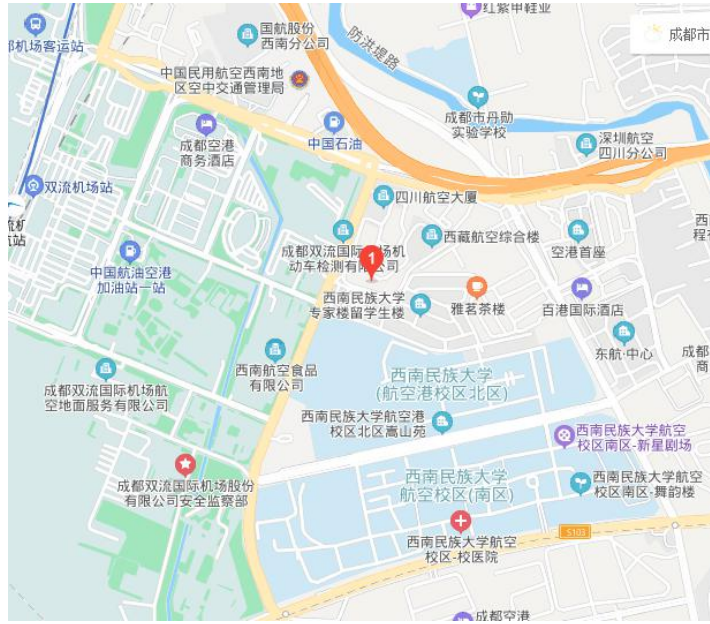 红紫甲鞋业
国航股份
西南分公司
成都市
机场客运站
防洪堤路
中国民用航空西南地
区空中交通管理局
成都空港
商务酒店
中国石油
成都市丹勋
实验学校
深圳航空
四川分公司
双流机场站
四川航空大厦
西藏航空综合楼
空港首座
中国航油空港
加油站一站
成都双流国际机场机
动车检测有限公司
1
西南民族大学
专家楼留学生楼
雅茗茶楼
百港国际酒店
东航·中心
成都双流国际机场航
空地面服务有限公司
西南航空食品
有限公司
西南民族大学
(航空港校区北区)
西南民族大学航空港
校区北区嵩山苑
西南民族大学航空
校区南区-新星剧场
成都双流国际机场股份
有限公司安全监察部
西南民族大学
航空校区(南区)
西南民族大学航空
校区南区-舞韵楼
S103
西南民族大学航空
校区-校医院
成都空港